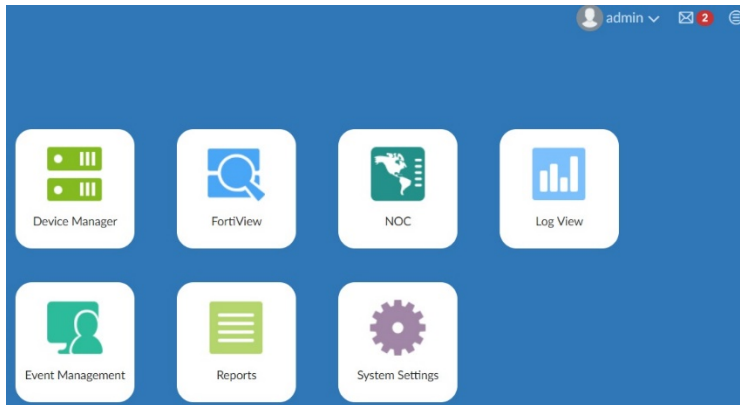 admin 2
Device Manager
FortiView
NOC
Log View
Event Management
Reports
System Settings